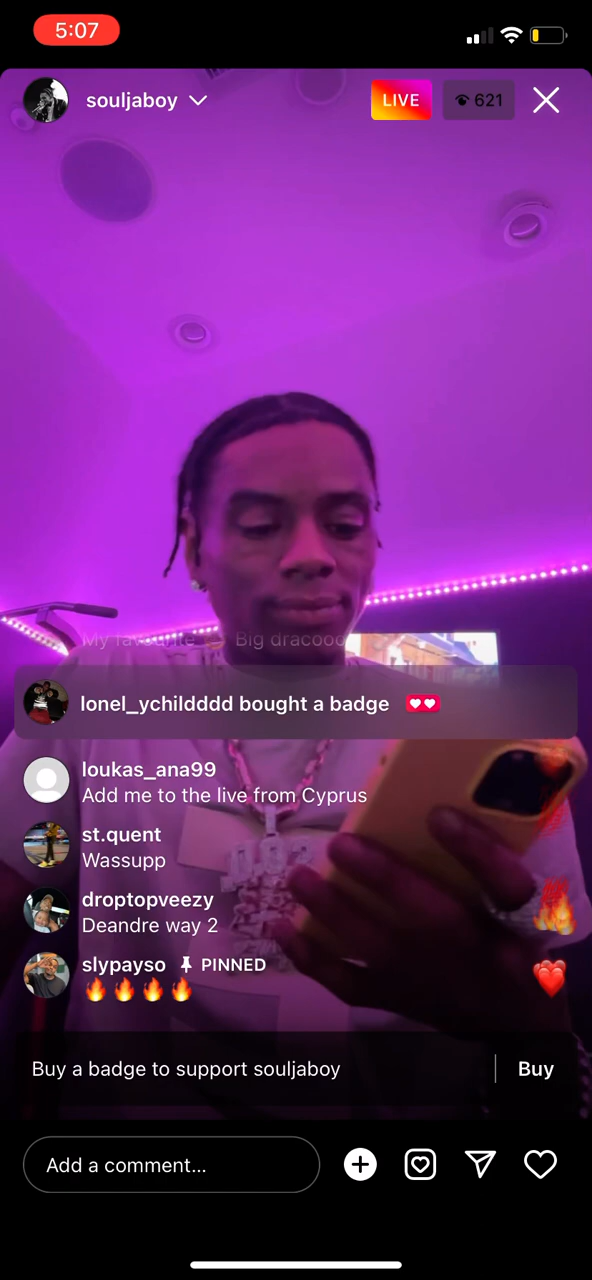 5:07
souljaboy
LIVE
621
My favourite
Big dracooo
lonel_ychildddd bought a badge
loukas_ana99
Add me to the live from Cyprus
st.quent
Wassupp
droptopveezy
Deandre way 2
slypayso PINNED
Buy a badge to support souljaboy
Buy
Add a comment...